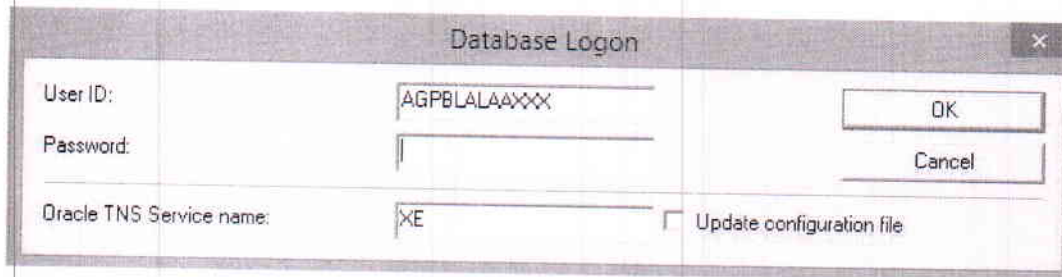 Database Logon
User ID: AGPBLALAAXXX OK
Password: Cancel
Oracle TNS Service name: XE Update configuration file